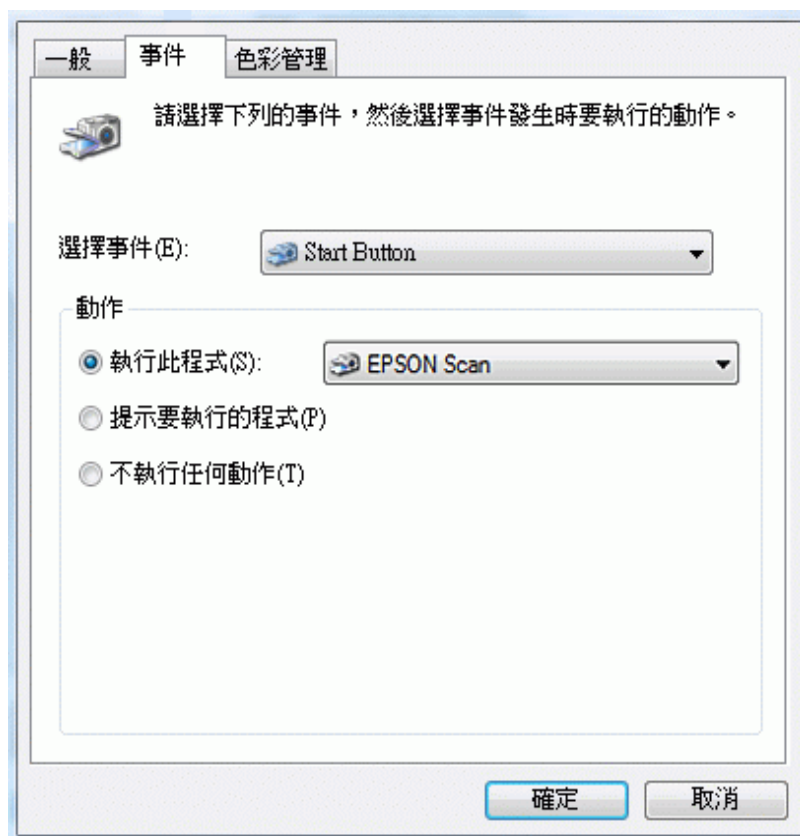 一般 事件 色彩管理
請選擇下列的事件，然後選擇事件發生時要執行的動作。
選擇事件(E): Start Button
動作
執行此程式(S): EPSON Scan
提示要執行的程式(P)
不執行任何動作(T)
確定 取消